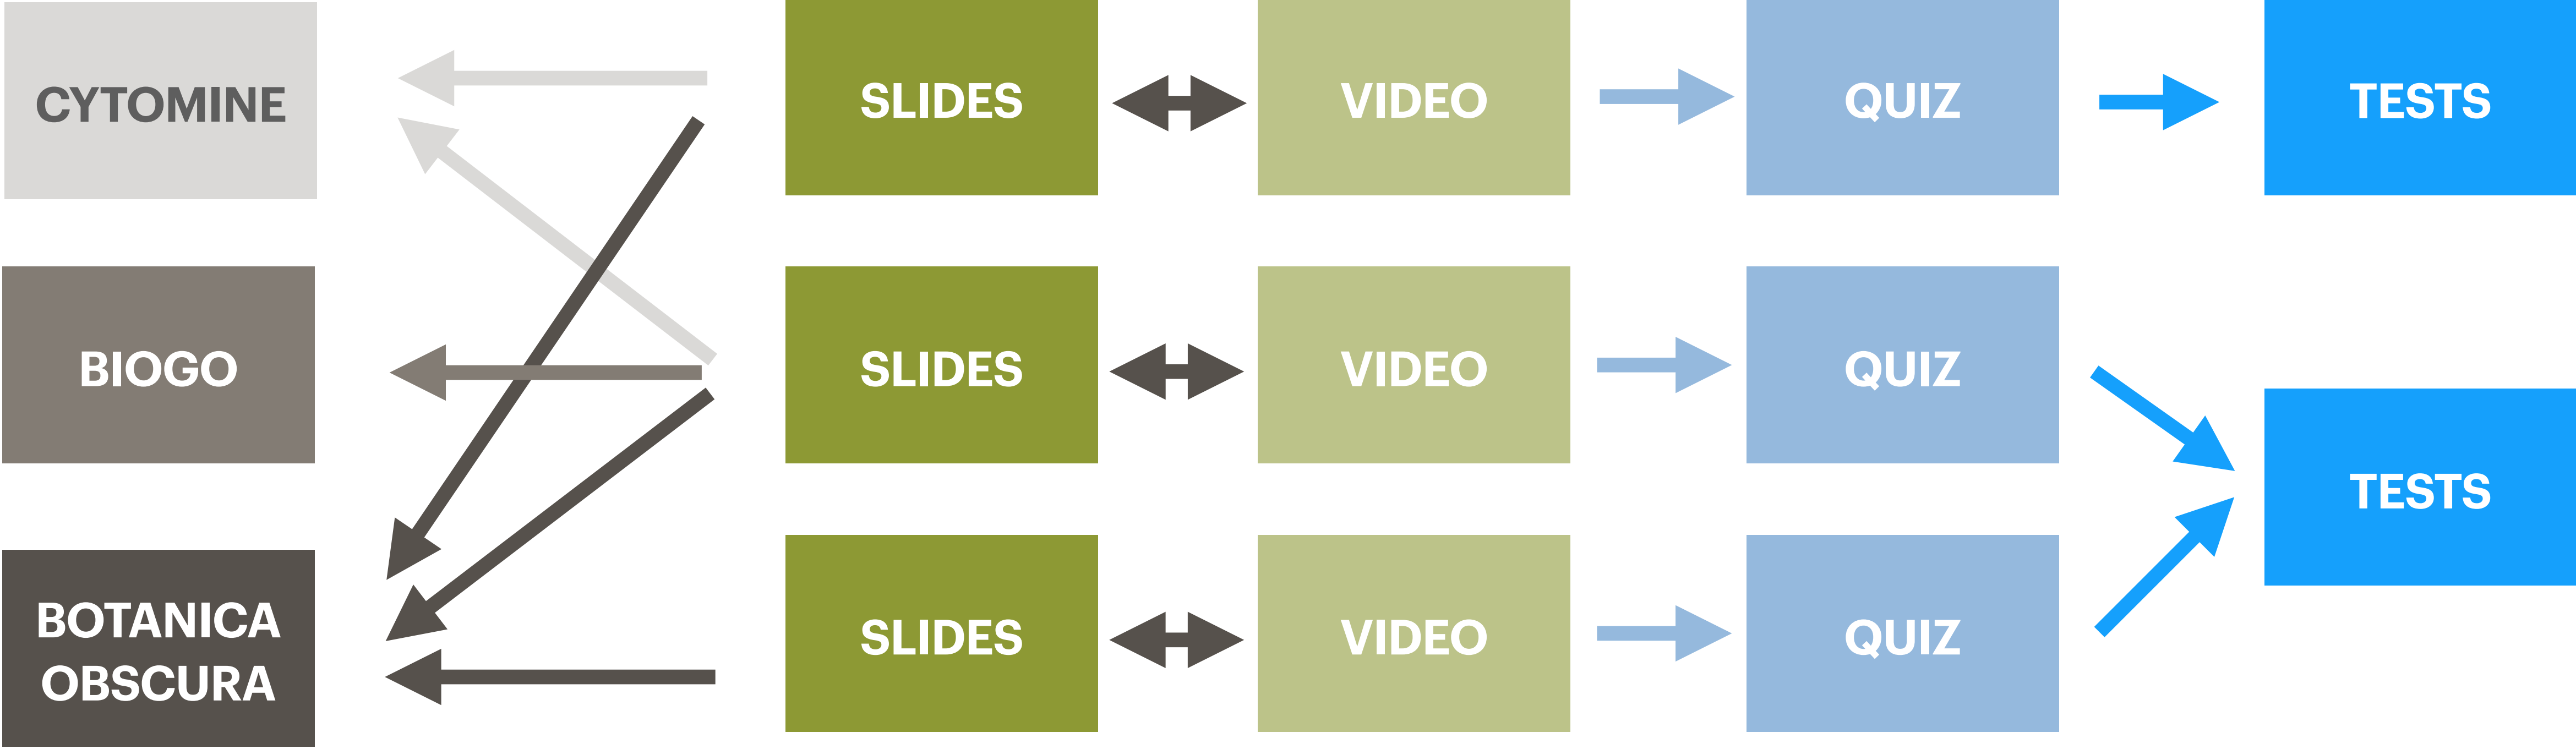 CYTOMINE
SLIDES
VIDEO
QUIZ
TESTS
BIOGO
SLIDES
VIDEO
QUIZ
TESTS
BOTANICA
OBSCURA
SLIDES
VIDEO
QUIZ